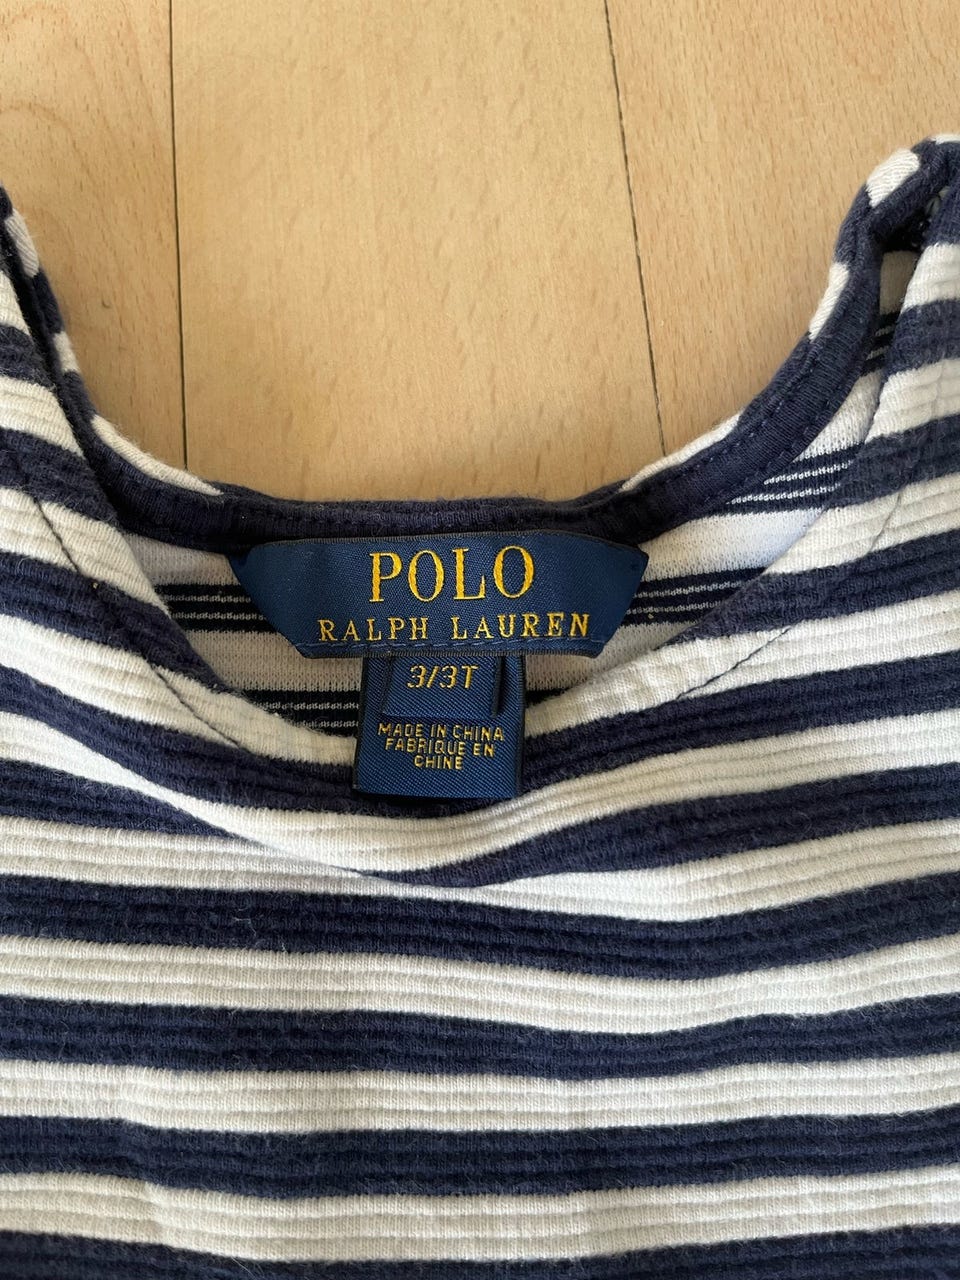 POLO
RALPH LAUREN
3/3T
MADE IN CHINA
FABRIQUE EN
CHINE